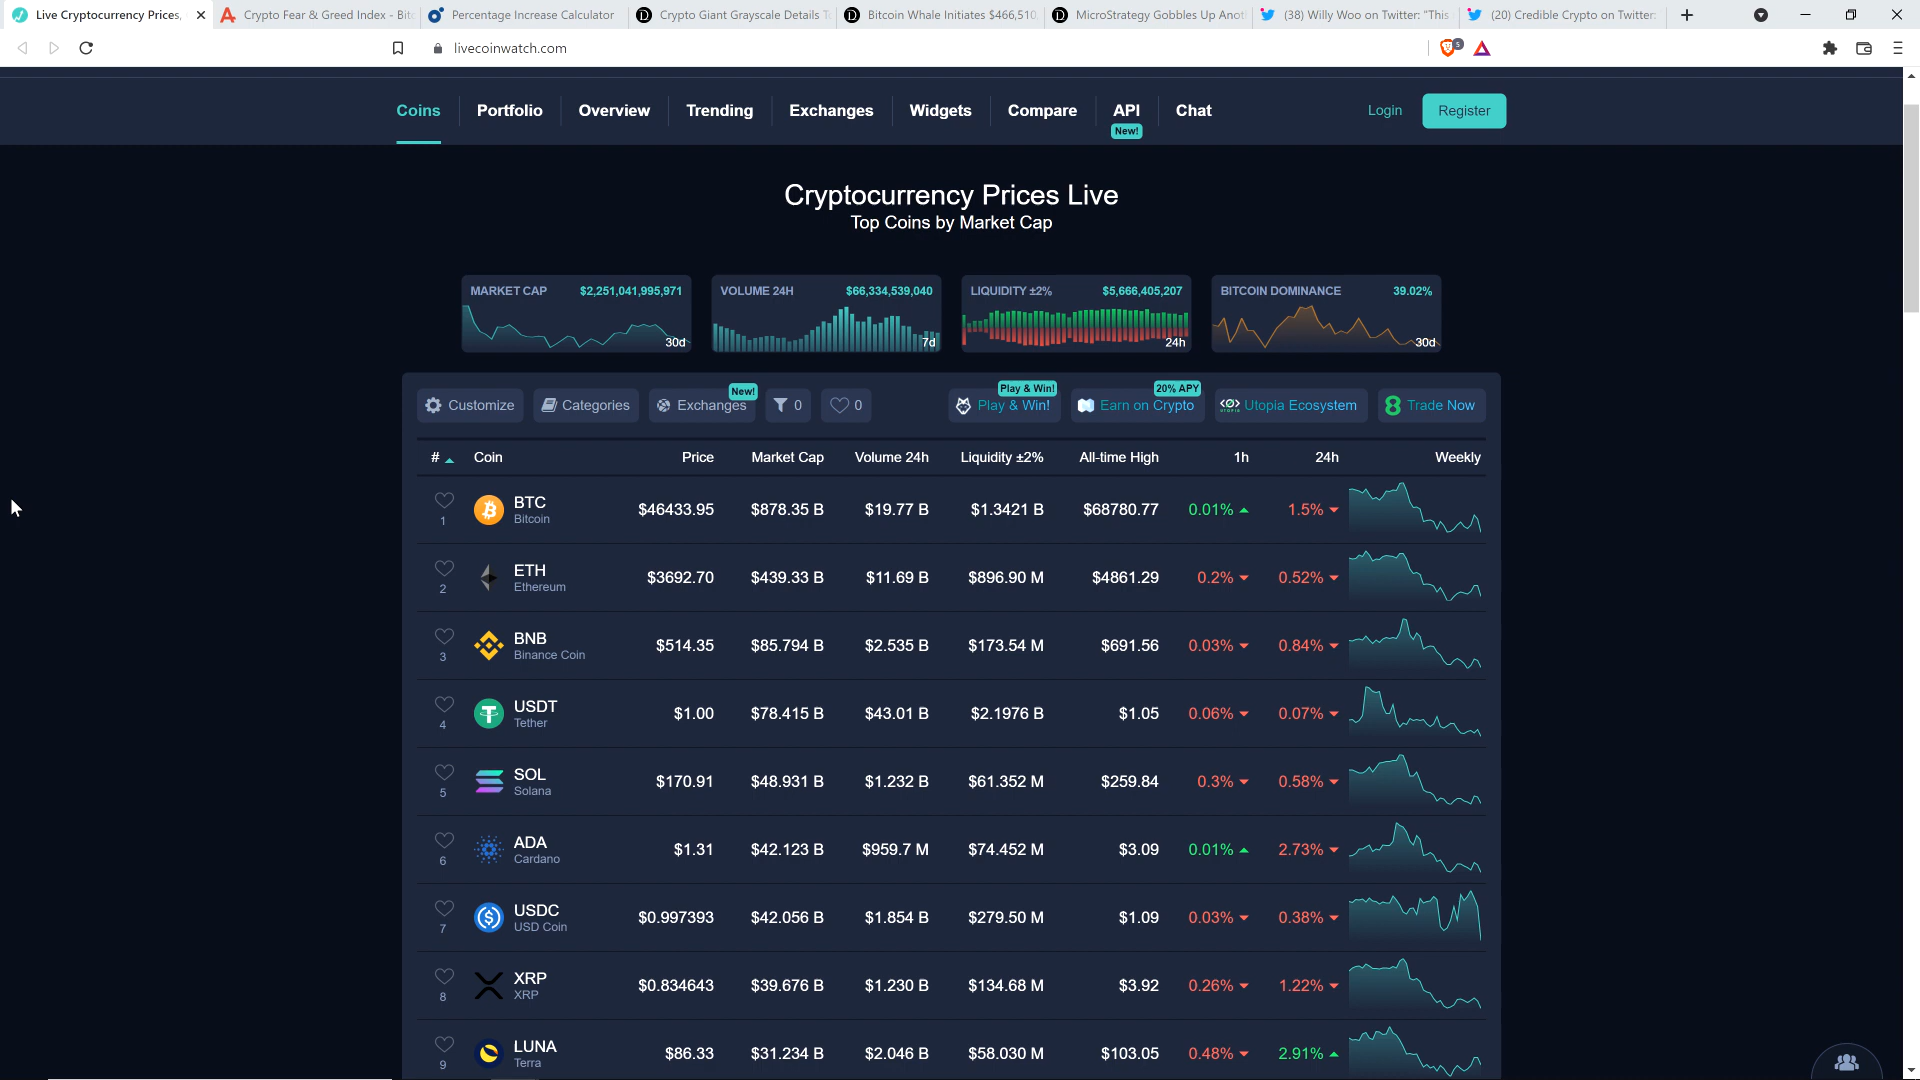 Live Cryptocurrency Prices,
Crypto Fear & Greed Index - Bitc
Percentage Increase Calculator
Crypto Giant Grayscale Details T
Bitcoin Whale Initiates $466,510,
MicroStrategy Gobbles Up Anot
(38) Willy Woo on Twitter: "This
(20) Credible Crypto on Twitter:
livecoinwatch.com
5
Coins
Portfolio
Overview
Trending
Exchanges
Widgets
Compare
API
New!
Chat
Login
Register
Cryptocurrency Prices Live
Top Coins by Market Cap
MARKET CAP $2,251,041,995,971
30d
VOLUME 24H $66,334,539,040
7d
LIQUIDITY ±2% $5,666,405,207
24h
BITCOIN DOMINANCE 39.02%
30d
Customize
Categories
New!
Exchanges
0
0
Play & Win!
Play & Win!
20% APY
Earn on Crypto
UTOPIA
Utopia Ecosystem
8 Trade Now
# Coin Price Market Cap Volume 24h Liquidity ±2% All-time High 1h 24h Weekly
1 BTC Bitcoin $46433.95 $878.35 B $19.77 B $1.3421 B $68780.77 0.01% 1.5%
2 ETH Ethereum $3692.70 $439.33 B $11.69 B $896.90 M $4861.29 0.2% 0.52%
3 BNB Binance Coin $514.35 $85.794 B $2.535 B $173.54 M $691.56 0.03% 0.84%
4 USDT Tether $1.00 $78.415 B $43.01 B $2.1976 B $1.05 0.06% 0.07%
5 SOL Solana $170.91 $48.931 B $1.232 B $61.352 M $259.84 0.3% 0.58%
6 ADA Cardano $1.31 $42.123 B $959.7 M $74.452 M $3.09 0.01% 2.73%
7 USDC USD Coin $0.997393 $42.056 B $1.854 B $279.50 M $1.09 0.03% 0.38%
8 XRP XRP $0.834643 $39.676 B $1.230 B $134.68 M $3.92 0.26% 1.22%
9 LUNA Terra $86.33 $31.234 B $2.046 B $58.030 M $103.05 0.48% 2.91%